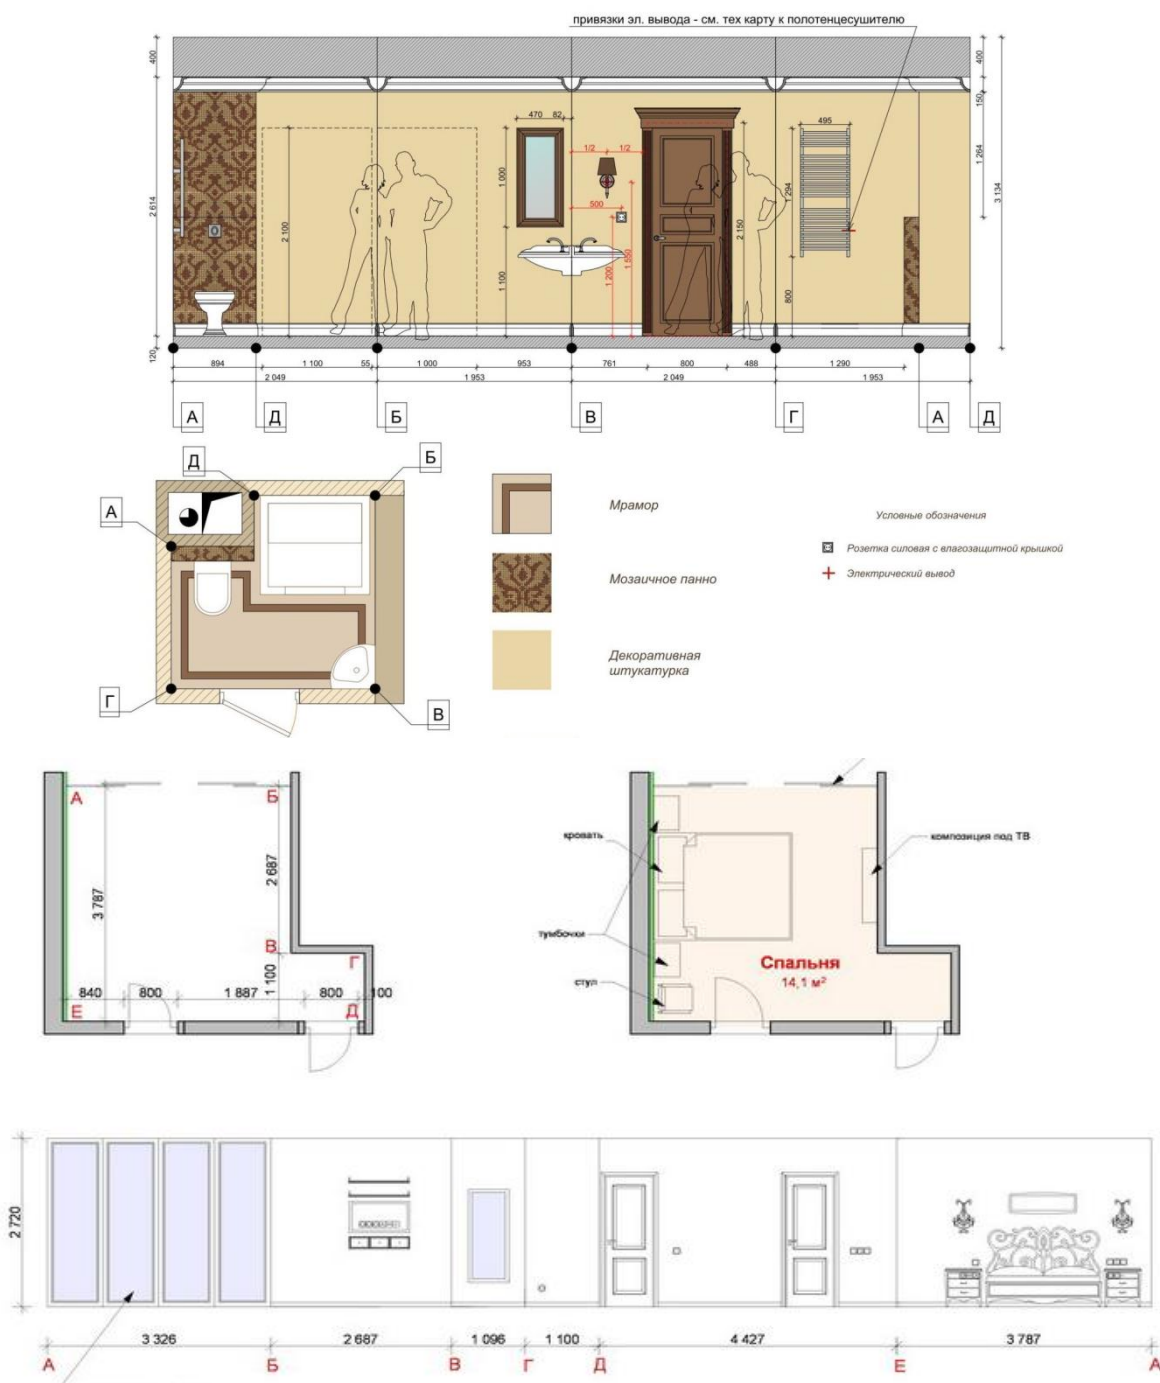 привязки эл. вывода - см. тех карту к полотенцесушителю
400
400
150
470 82
495
1/2 1/2
1 000
1 264
1 294
3 134
2 614
500
2 100
2 150
1 550
1 200
1 100
800
120
894 1 100 55 1 000 953 761 800 488 1 290
2 049 1 953 2 049 1 953
А Д Б В Г А Д
Д Б
А
Г В
Мрамор
Мозаичное панно
Декоративная
штукатурка
Условные обозначения
Розетка силовая с влагозащитной крышкой
Электрический вывод
А Б
2 687
3 787
В
Г
1 100
840 800 1 887 800 100
Е Д
кровать
композиция под ТВ
тумбочки
Спальня
14,1 м²
стул
2 720
3 326 2 687 1 096 1 100 4 427 3 787
А Б В Г Д Е А